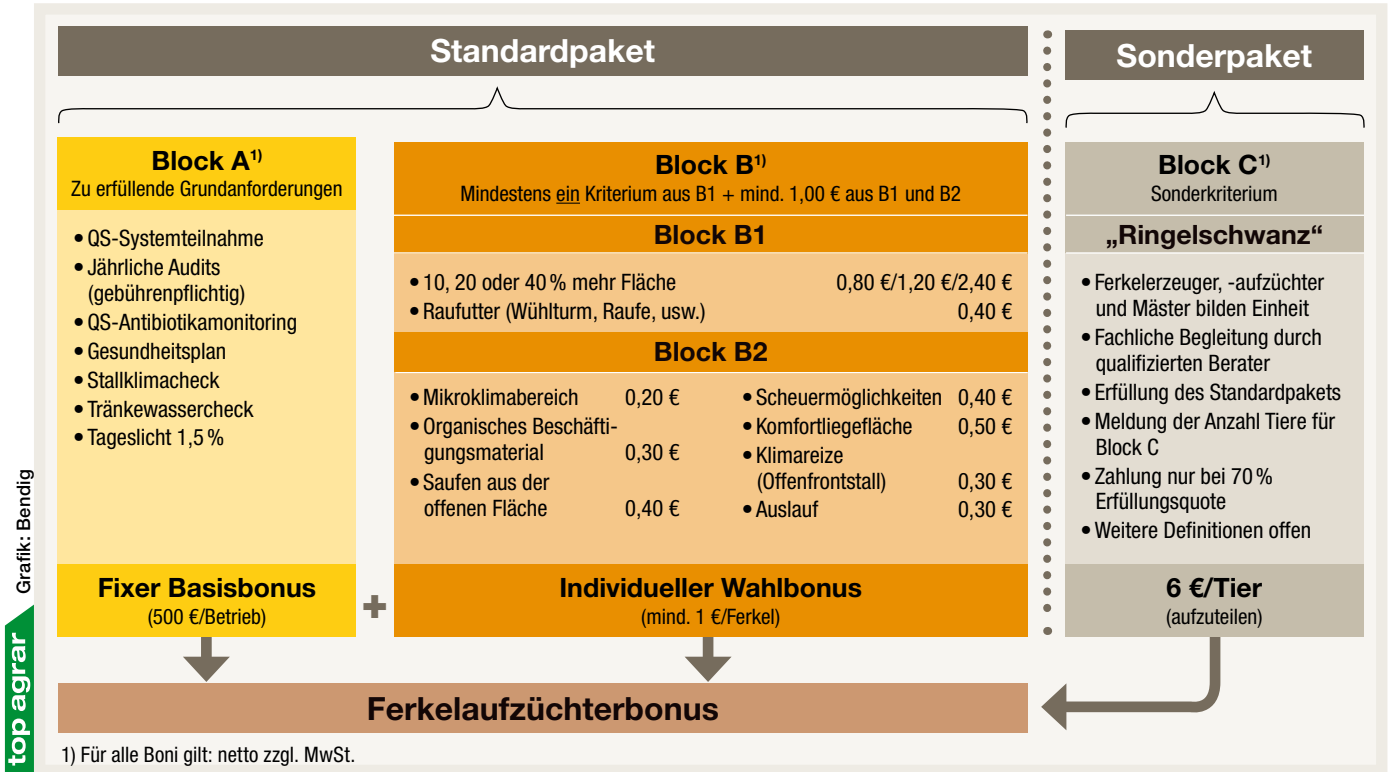 Standardpaket
Sonderpaket
Block A¹⁾
Zu erfüllende Grundanforderungen
• QS-Systemteilnahme
• Jährliche Audits
(gebührenpflichtig)
• QS-Antibiotikamonitoring
• Gesundheitsplan
• Stallklimacheck
• Tränkewassercheck
• Tageslicht 1,5 %
Fixer Basisbonus
(500 €/Betrieb)
+
Block B¹⁾
Mindestens ein Kriterium aus B1 + mind. 1,00 € aus B1 und B2
Block B1
• 10, 20 oder 40 % mehr Fläche 0,80 €/1,20 €/2,40 €
• Raufutter (Wühlturm, Raufe, usw.) 0,40 €
Block B2
• Mikroklimabereich 0,20 €
• Organisches Beschäfti-
gungsmaterial 0,30 €
• Saufen aus der
offenen Fläche 0,40 €
• Scheuermöglichkeiten 0,40 €
• Komfortliegefläche 0,50 €
• Klimareize
(Offenfrontstall) 0,30 €
• Auslauf 0,30 €
Individueller Wahlbonus
(mind. 1 €/Ferkel)
Block C¹⁾
Sonderkriterium
„Ringelschwanz“
• Ferkelerzeuger, -aufzüchter
und Mäster bilden Einheit
• Fachliche Begleitung durch
qualifizierten Berater
• Erfüllung des Standardpakets
• Meldung der Anzahl Tiere für
Block C
• Zahlung nur bei 70 %
Erfüllungsquote
• Weitere Definitionen offen
6 €/Tier
(aufzuteilen)
Ferkelaufzüchterbonus
1) Für alle Boni gilt: netto zzgl. MwSt.
Grafik: Bendig
top agrar